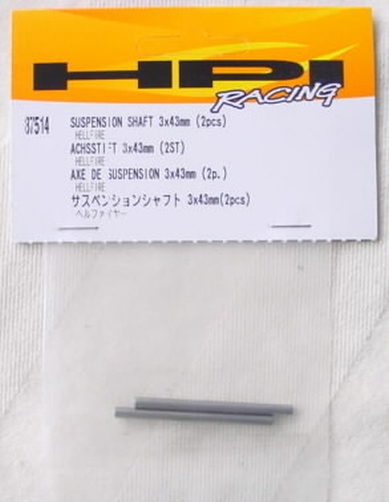 HPI
RACING
87514
SUSPENSION SHAFT 3x43mm (2pcs)
HELLFIRE
ACHSSTIFT 3x43mm (2ST)
HELLFIRE
AXE DE SUSPENSION 3x43mm (2p.)
HELLFIRE
サスペンションシャフト 3x43mm(2pcs)
ヘルファイヤー